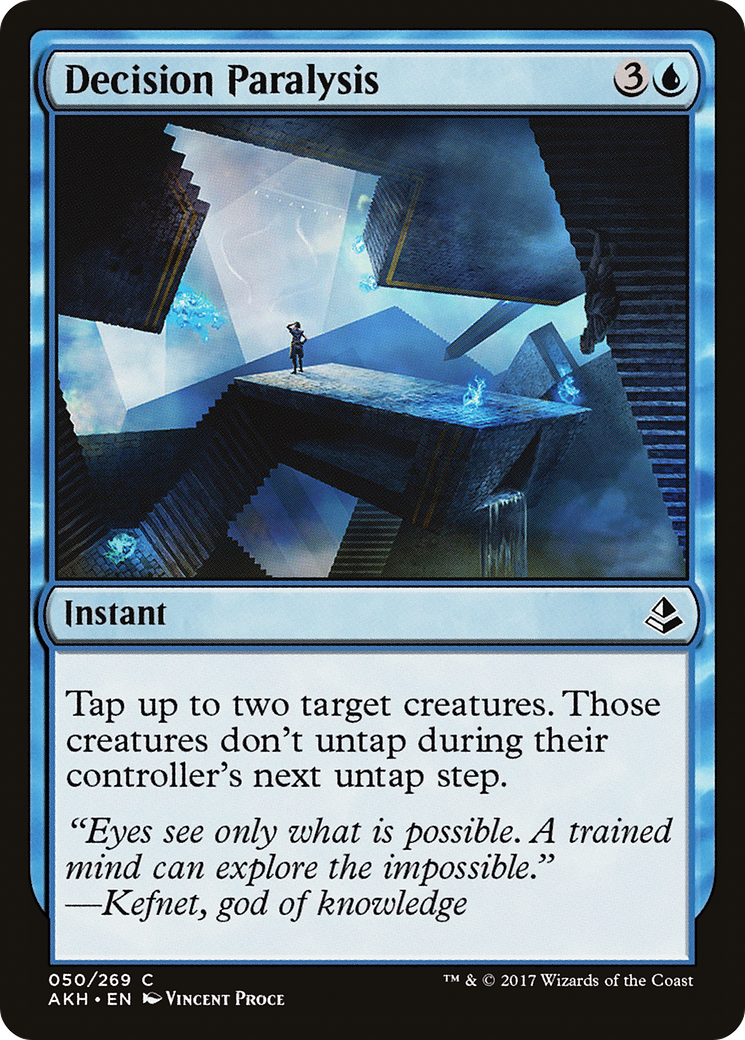 Decision Paralysis 3
Instant
Tap up to two target creatures. Those
creatures don't untap during their
controller's next untap step.
"Eyes see only what is possible. A trained
mind can explore the impossible."
—Kefnet, god of knowledge
050/269 C
™ & © 2017 Wizards of the Coast
AKH • EN Vincent Proce